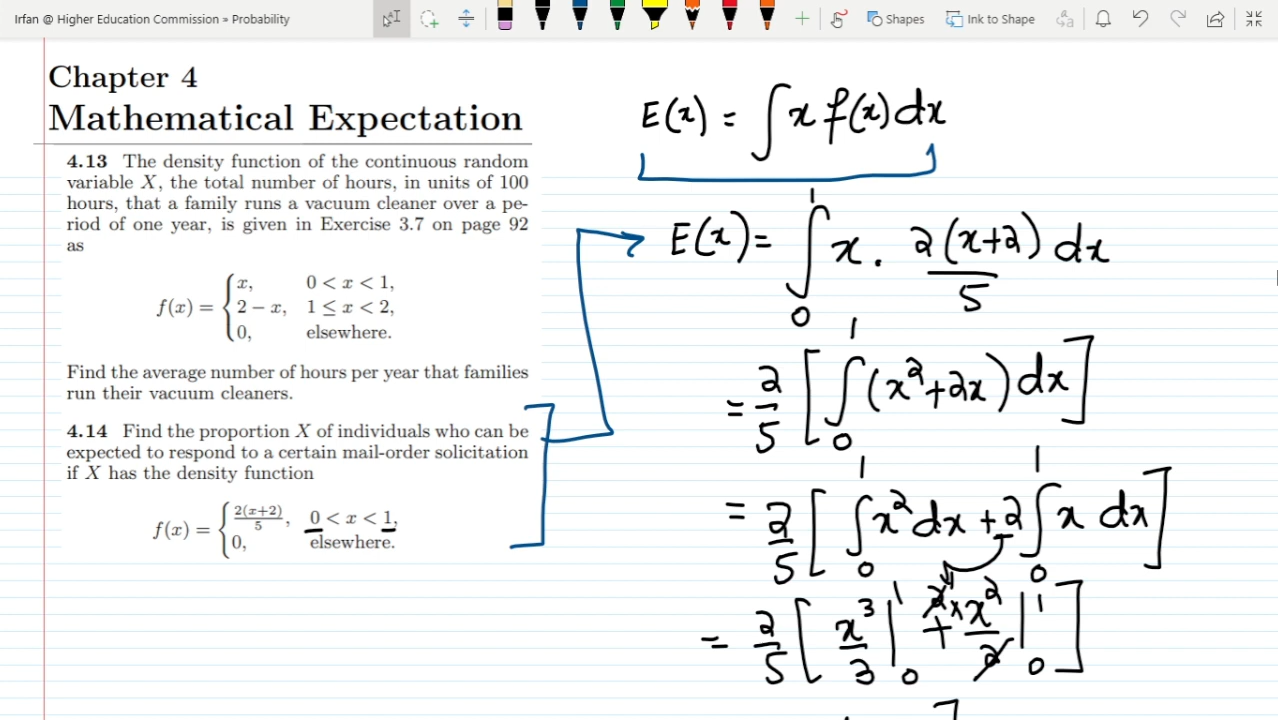 Irfan @ Higher Education Commission » Probability
Shapes
Ink to Shape
Chapter 4
Mathematical Expectation
4.13 The density function of the continuous random
variable X, the total number of hours, in units of 100
hours, that a family runs a vacuum cleaner over a pe-
riod of one year, is given in Exercise 3.7 on page 92
as
f(x) = { x, 0 < x < 1,
2 − x, 1 ≤ x < 2,
0, elsewhere.
Find the average number of hours per year that families
run their vacuum cleaners.
4.14 Find the proportion X of individuals who can be
expected to respond to a certain mail-order solicitation
if X has the density function
f(x) = { 2(x+2)/5, 0 < x < 1,
0, elsewhere.
E(x) = ∫ x f(x) dx
E(x) = ∫₀¹ x . 2(x+2)/5 dx
= 2/5 [ ∫₀¹ (x²+2x) dx ]
= 2/5 [ ∫₀¹ x² dx + 2 ∫₀¹ x dx ]
= 2/5 [ x³/3 |₀¹ + 2 × x²/2 |₀¹ ]